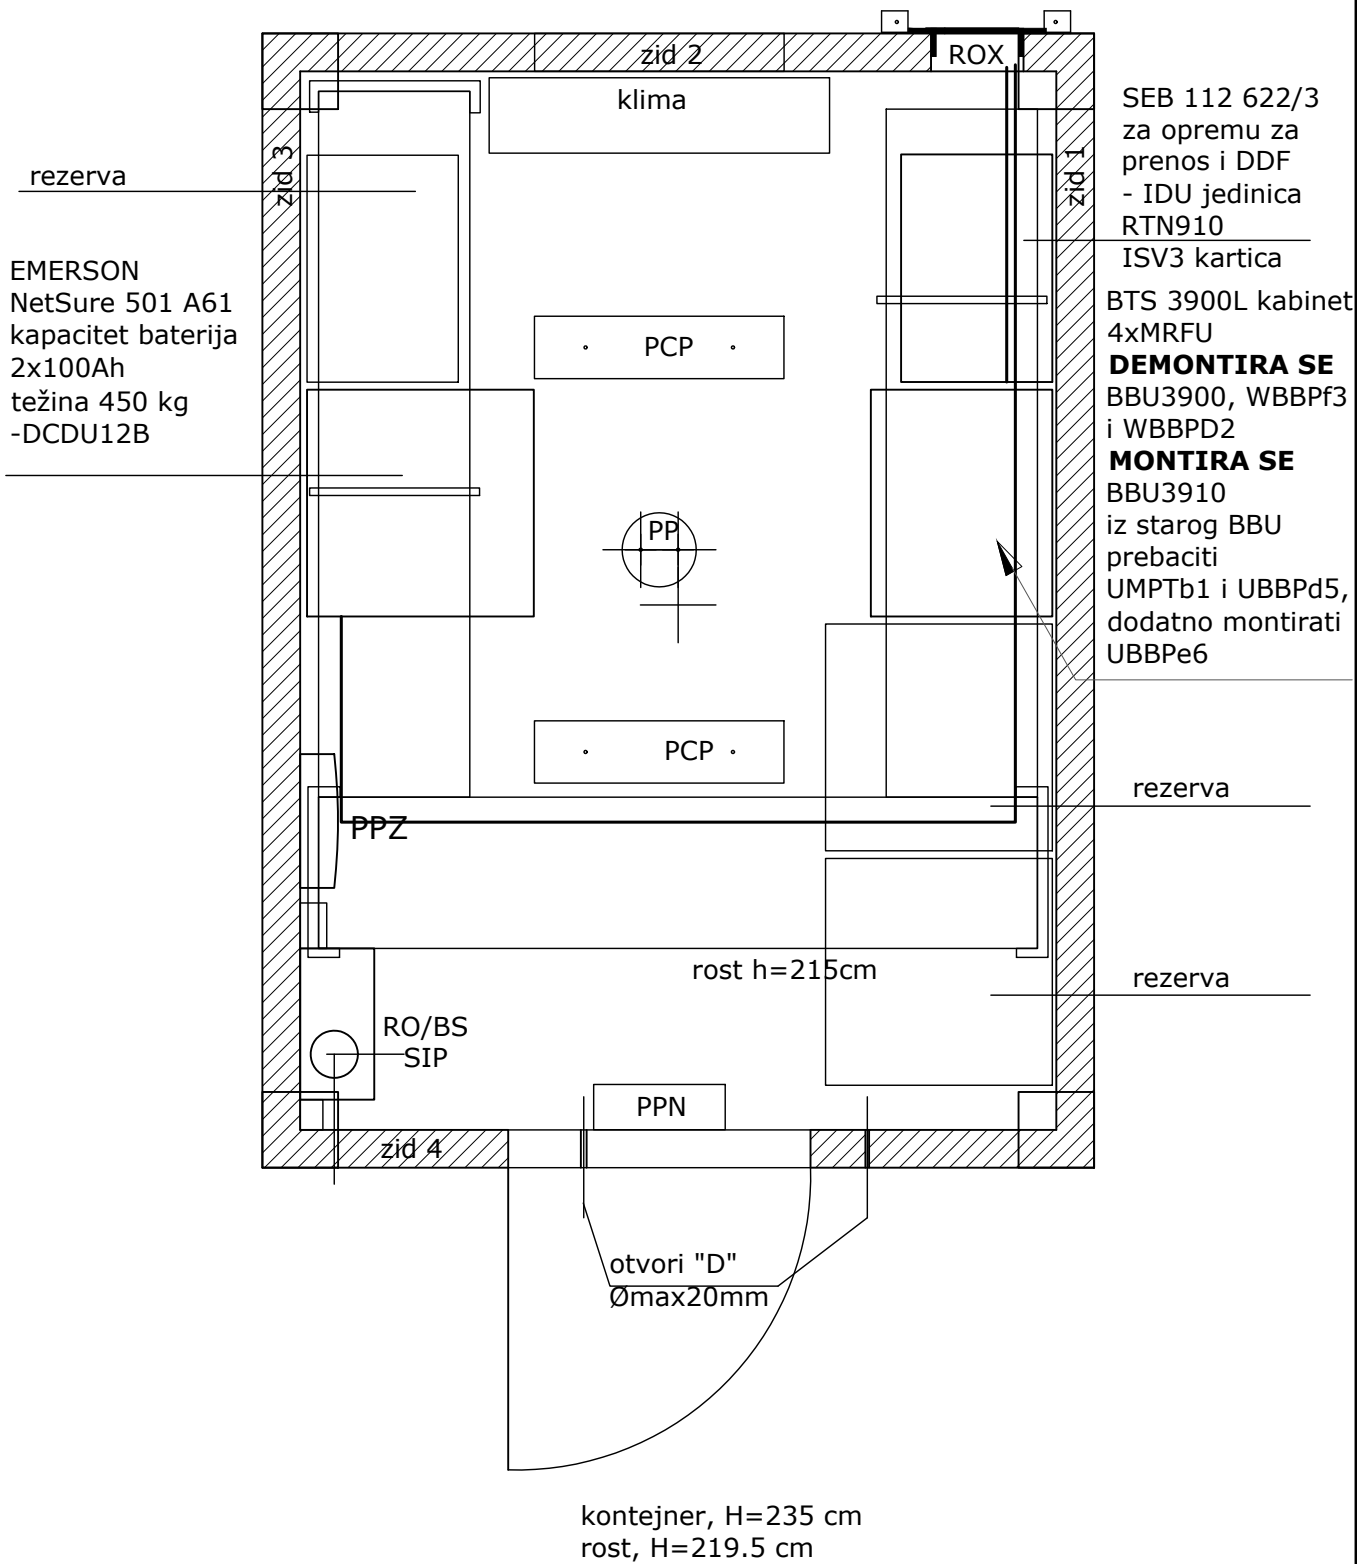 zid 2
ROX
klima
SEB 112 622/3
za opremu za
prenos i DDF
- IDU jedinica
RTN910
ISV3 kartica
zid 3
zid 1
rezerva
EMERSON
NetSure 501 A61
kapacitet baterija
2x100Ah
težina 450 kg
-DCDU12B
BTS 3900L kabinet
4xMRFU
DEMONTIRA SE
BBU3900, WBBPf3
i WBBPD2
MONTIRA SE
BBU3910
iz starog BBU
prebaciti
UMPTb1 i UBBPd5,
dodatno montirati
UBBPe6
PCP
PP
PCP
rezerva
PPZ
rost h=215cm
rezerva
RO/BS
SIP
PPN
zid 4
otvori "D"
Ømax20mm
kontejner, H=235 cm
rost, H=219.5 cm